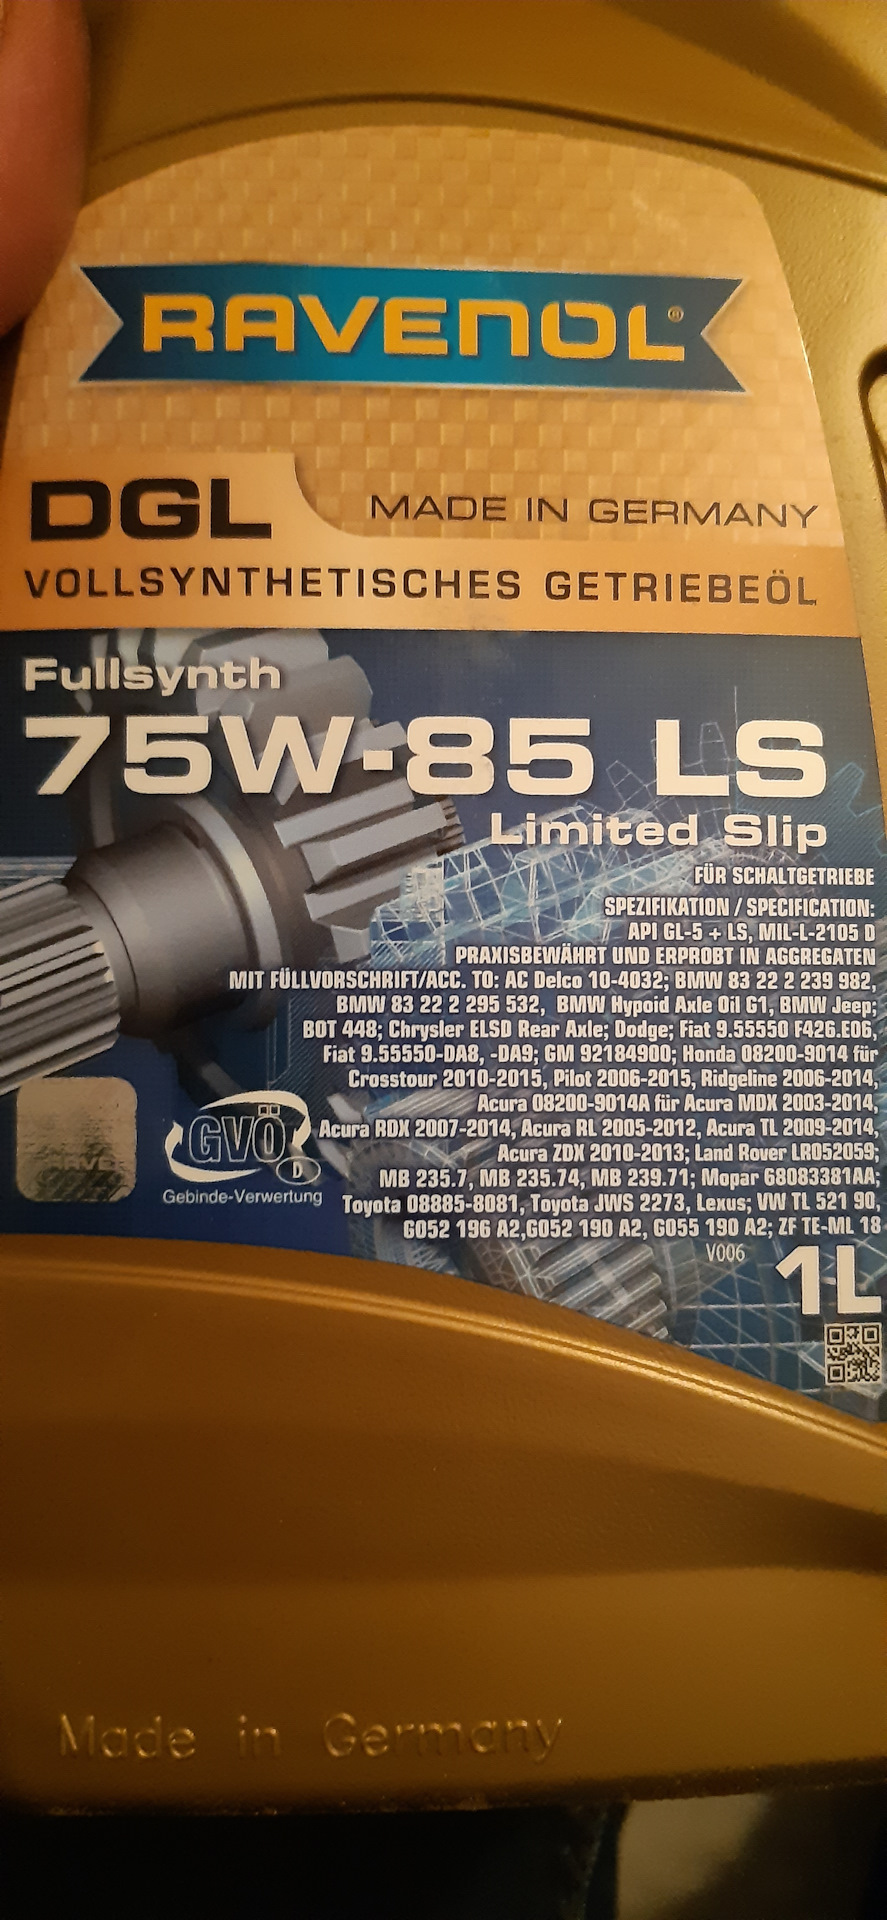 RAVENOL®
DGL
MADE IN GERMANY
VOLLSYNTHETISCHES GETRIEBEÖL
Fullsynth
75W-85 LS
Limited Slip
FÜR SCHALTGETRIEBE
SPEZIFIKATION / SPECIFICATION:
API GL-5 + LS, MIL-L-2105 D
PRAXISBEWÄHRT UND ERPROBT IN AGGREGATEN
MIT FÜLLVORSCHRIFT/ACC. TO: AC Delco 10-4032; BMW 83 22 2 239 982,
BMW 83 22 2 295 532, BMW Hypoid Axle Oil G1, BMW Jeep;
BOT 448; Chrysler ELSD Rear Axle; Dodge; Fiat 9.55550 F426.E06,
Fiat 9.55550-DA8, -DA9; GM 92184900; Honda 08200-9014 für
Crosstour 2010-2015, Pilot 2006-2015, Ridgeline 2006-2014,
Acura 08200-9014A für Acura MDX 2003-2014,
Acura RDX 2007-2014, Acura RL 2005-2012, Acura TL 2009-2014,
Acura ZDX 2010-2013; Land Rover LR052059;
MB 235.7, MB 235.74, MB 239.71; Mopar 68083381AA;
Toyota 08885-8081, Toyota JWS 2273, Lexus; VW TL 521 90,
G052 196 A2,G052 190 A2, G055 190 A2; ZF TE-ML 18
GVÖ
D
Gebinde-Verwertung
V006
1L
Made in Germany